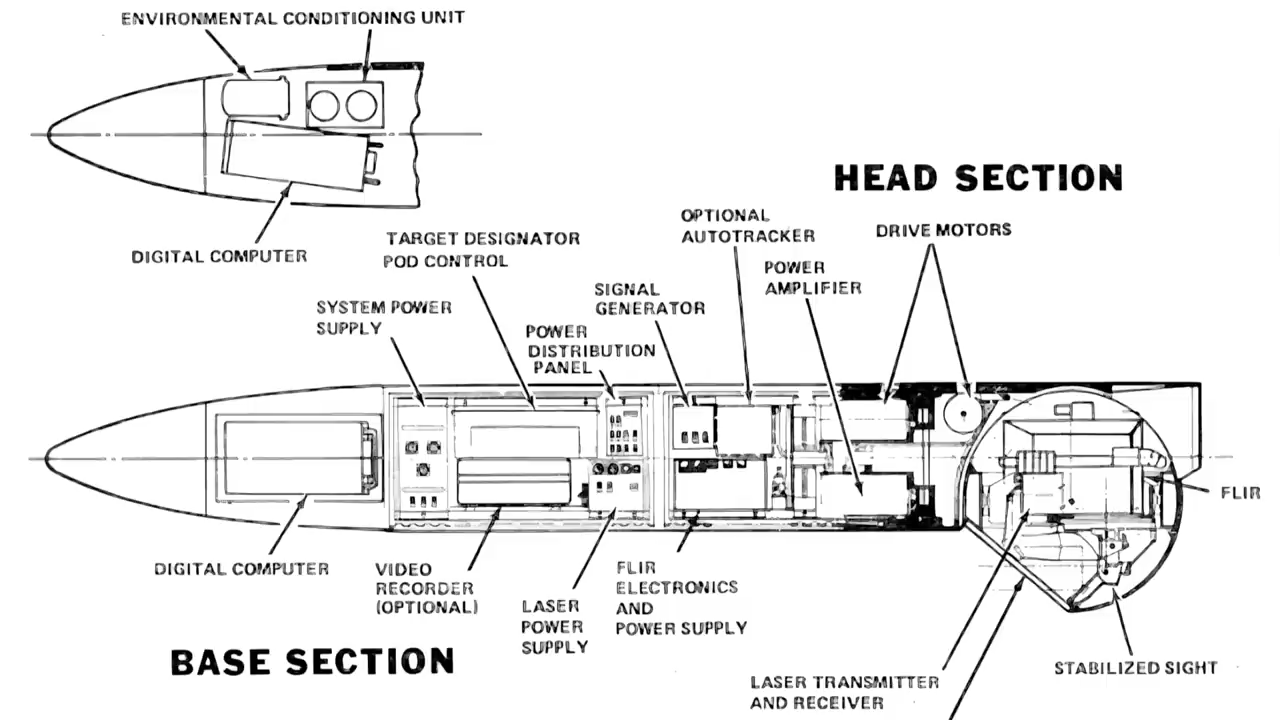 ENVIRONMENTAL CONDITIONING UNIT
DIGITAL COMPUTER
HEAD SECTION
TARGET DESIGNATOR
POD CONTROL
SYSTEM POWER
SUPPLY
POWER
DISTRIBUTION
PANEL
SIGNAL
GENERATOR
OPTIONAL
AUTOTRACKER
POWER
AMPLIFIER
DRIVE MOTORS
FLIR
DIGITAL COMPUTER
VIDEO
RECORDER
(OPTIONAL)
LASER
POWER
SUPPLY
FLIR
ELECTRONICS
AND
POWER SUPPLY
LASER TRANSMITTER
AND RECEIVER
STABILIZED SIGHT
BASE SECTION